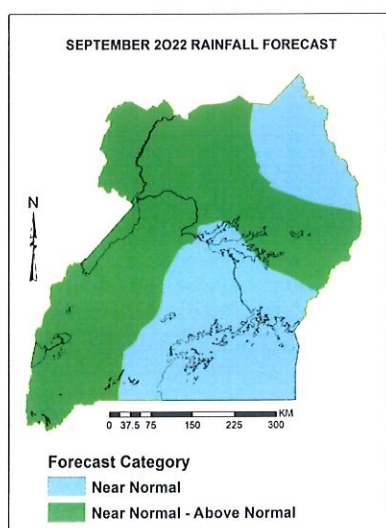 SEPTEMBER 2022 RAINFALL FORECAST
N
KM
0 37.5 75 150 225 300
Forecast Category
Near Normal
Near Normal - Above Normal